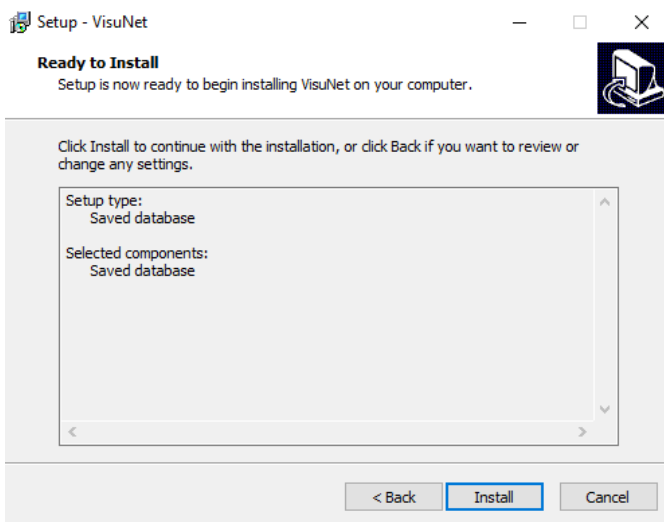 Setup - VisuNet
Ready to Install
Setup is now ready to begin installing VisuNet on your computer.
Click Install to continue with the installation, or click Back if you want to review or
change any settings.
Setup type:
Saved database
Selected components:
Saved database
< Back Install Cancel